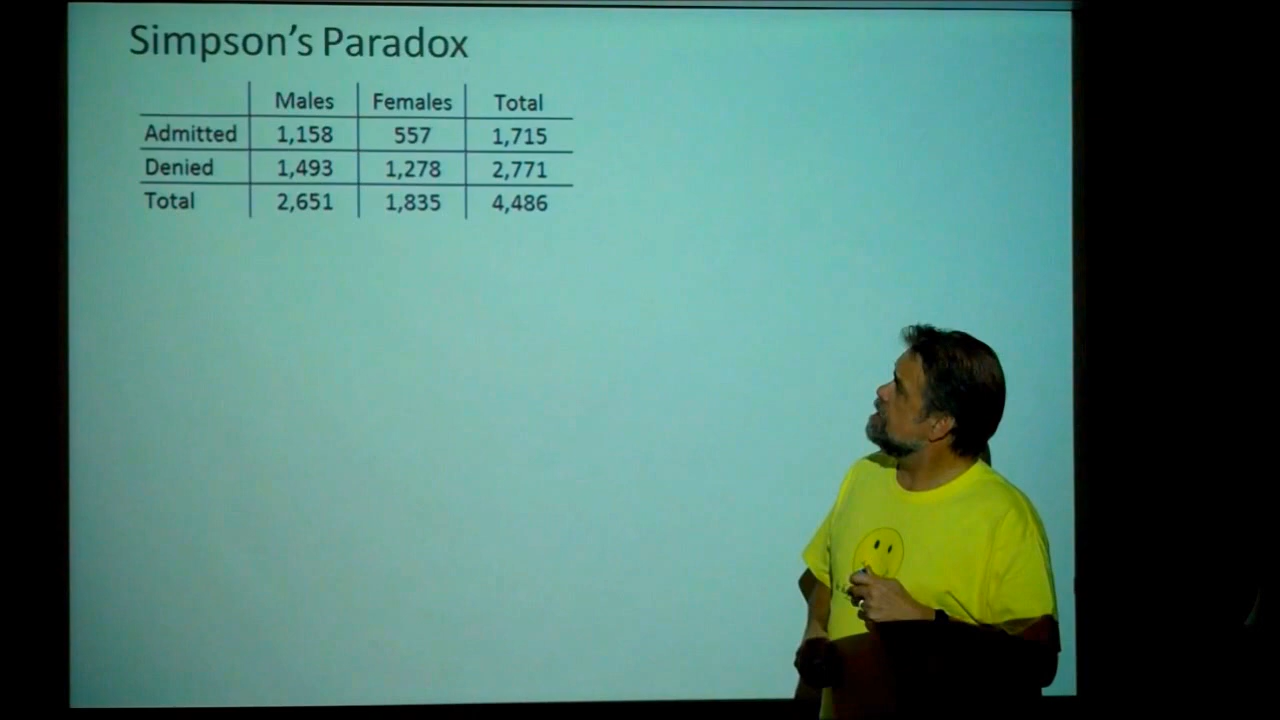 Simpson's Paradox
Males Females Total
Admitted 1,158 557 1,715
Denied 1,493 1,278 2,771
Total 2,651 1,835 4,486